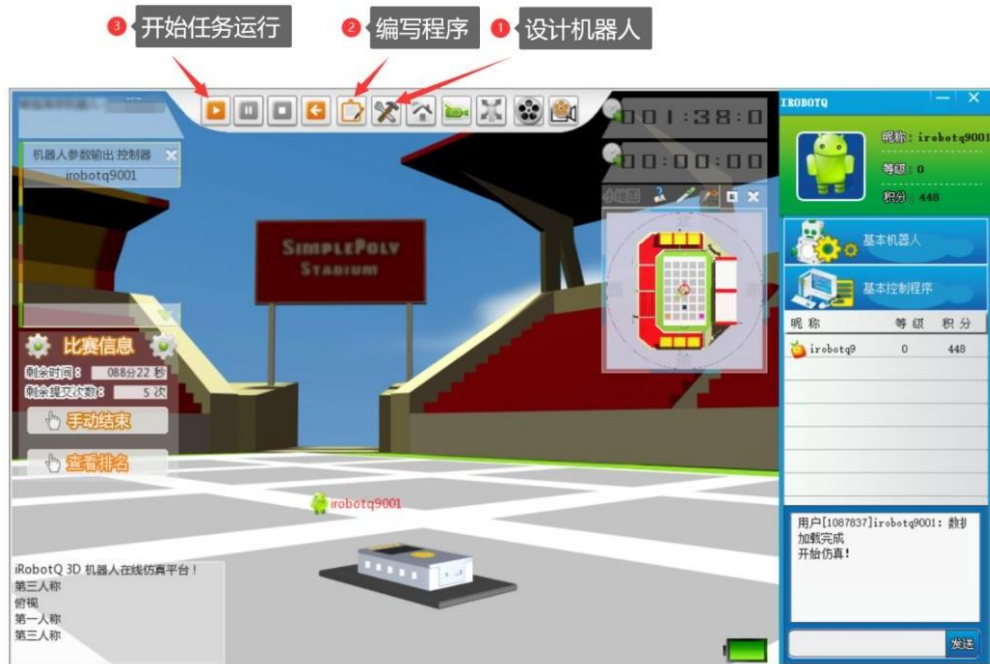 3 开始任务运行
2 编写程序
1 设计机器人
IROBOTQ
001:38:0
00:00:00
昵称：irobotq9001
等级：0
积分：448
机器人参数输出 控制器
irobotq9001
小地图
SIMPLEPOLY
STADIUM
基本机器人
基本控制程序
昵称 等级 积分
irobotq9 0 448
比赛信息
剩余时间： 088分22 秒
剩余提交次数： 5 次
手动结束
查看排名
irobotq9001
用户[1087837]irobotq9001：数据
加载完成
开始仿真！
iRobotQ 3D 机器人在线仿真平台！
第三人称
俯视
第一人称
第三人称
发送